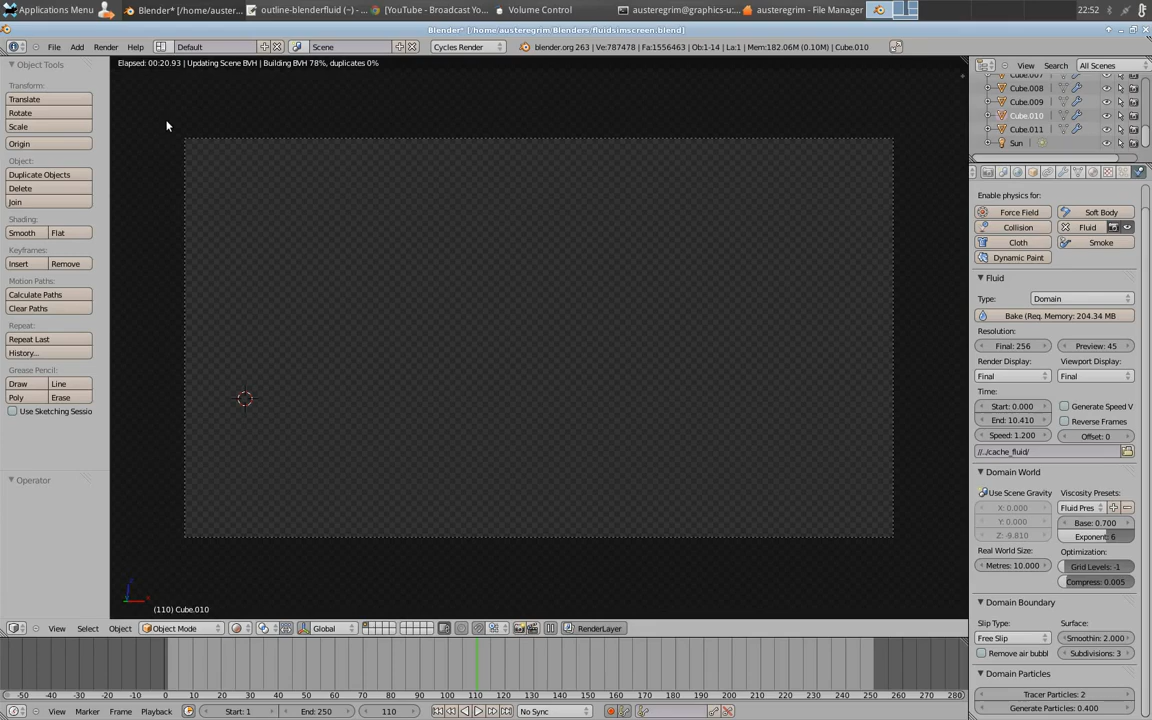 Applications Menu
Blender* [/home/auster...
outline-blenderfluid (~) - ...
[YouTube - Broadcast Yo...
Volume Control
austeregrim@graphics-u:...
austeregrim - File Manager
22:52
Blender* [/home/austeregrim/Blenders/fluidsimscreen.blend]
File
Add
Render
Help
Default
Scene
Cycles Render
blender.org 263 | Ve:787478 | Fa:1556463 | Ob:1-14 | La:1 | Mem:182.06M (0.10M) | Cube.010
Object Tools
Transform:
Translate
Rotate
Scale
Origin
Object:
Duplicate Objects
Delete
Join
Shading:
Smooth
Flat
Keyframes:
Insert
Remove
Motion Paths:
Calculate Paths
Clear Paths
Repeat:
Repeat Last
History...
Grease Pencil:
Draw
Line
Poly
Erase
Use Sketching Sessio
Operator
Elapsed: 00:20.93 | Updating Scene BVH | Building BVH 78%, duplicates 0%
(110) Cube.010
View
Search
All Scenes
Cube.007
Cube.008
Cube.009
Cube.010
Cube.011
Sun
Enable physics for:
Force Field
Soft Body
Collision
Fluid
Cloth
Smoke
Dynamic Paint
Fluid
Type:
Domain
Bake (Req. Memory: 204.34 MB
Resolution:
Final: 256
Preview: 45
Render Display:
Viewport Display:
Final
Final
Time:
Start: 0.000
Generate Speed V
End: 10.410
Reverse Frames
Speed: 1.200
Offset: 0
//../cache_fluid/
Domain World
Use Scene Gravity
Viscosity Presets:
X: 0.000
Fluid Pres
Y: 0.000
Base: 0.700
Z: -9.810
Exponent: 6
Real World Size:
Optimization:
Metres: 10.000
Grid Levels: -1
Compress: 0.005
Domain Boundary
Slip Type:
Surface:
Free Slip
Smoothin: 2.000
Remove air bubbl
Subdivisions: 3
Domain Particles
Tracer Particles: 2
Generate Particles: 0.400
View
Select
Object
Object Mode
Global
RenderLayer
-50 -40 -30 -20 -10 0 10 20 30 40 50 60 70 80 90 100 110 120 130 140 150 160 170 180 190 200 210 220 230 240 250 260 270 280
View
Marker
Frame
Playback
Start: 1
End: 250
110
No Sync